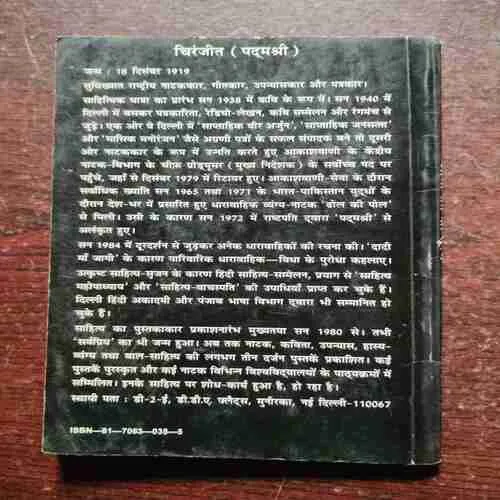 चिरंजीत ( पद्मश्री )
जन्म : 18 दिसंबर 1919
सुविख्यात राष्ट्रीय नाटककार, गीतकार, उपन्यासकार और पत्रकार।
साहित्यिक यात्रा का प्रारंभ सन 1938 में कवि के रूप में। सन 1940 में
दिल्ली में बसकर पत्रकारिता, रेडियो-लेखन, कवि सम्मेलन और रंगमंच से
जुड़े। एक ओर ये दिल्ली में 'साप्ताहिक वीर अर्जुन', 'साप्ताहिक जनसत्ता'
और 'मासिक मनोरंजन' जैसे अग्रणी पत्रों के सफल संपादक बने तो दूसरी
ओर नाटककार के रूप में उन्नति करते हुए आकाशवाणी के केंद्रीय
नाटक-विभाग के चीफ़ प्रोड्यूसर (मुख्य निर्देशक) के सर्वोच्च पद पर
पहुँचे, जहाँ से दिसंबर 1979 में रिटायर हुए। आकाशवाणी-सेवा के दौरान
सर्वाधिक ख्याति सन 1965 तथा 1971 के भारत-पाकिस्तान युद्धों के
दौरान देश-भर में प्रसारित हुए धारावाहिक व्यंग्य-नाटक 'ढोल की पोल'
से मिली। उसी के कारण सन 1972 में राष्ट्रपति द्वारा 'पद्मश्री' से
अलंकृत हुए।
सन 1984 में दूरदर्शन से जुड़कर अनेक धारावाहिकों की रचना की। 'दादी
माँ जागी' के कारण पारिवारिक धारावाहिक—विधा के पुरोधा कहलाए।
उत्कृष्ट साहित्य-सृजन के कारण हिंदी साहित्य-सम्मेलन, प्रयाग से 'साहित्य
महोपाध्याय' और 'साहित्य-वाचस्पति' की उपाधियाँ प्राप्त कर चुके हैं।
दिल्ली हिंदी अकादमी और पंजाब भाषा विभाग द्वारा भी सम्मानित हो
चुके हैं।
साहित्य का पुस्तकाकार प्रकाशनारंभ मुख्यतया सन 1980 से। तभी
'सर्वप्रिय' का भी जन्म हुआ। अब तक नाटक, कविता, उपन्यास, हास्य-
व्यंग्य तथा बाल-साहित्य की लगभग तीन दर्जन पुस्तकें प्रकाशित। कई
पुस्तकें पुरस्कृत और कई नाटक विभिन्न विश्वविद्यालयों के पाठ्यक्रमों में
सम्मिलित। इनके साहित्य पर शोध-कार्य हुआ है, हो रहा है।
स्थायी पता : डी-2-ई, डी.डी.ए. फ़्लैट्स, मुनीरका, नई दिल्ली-110067
ISBN—81-7083-038-5